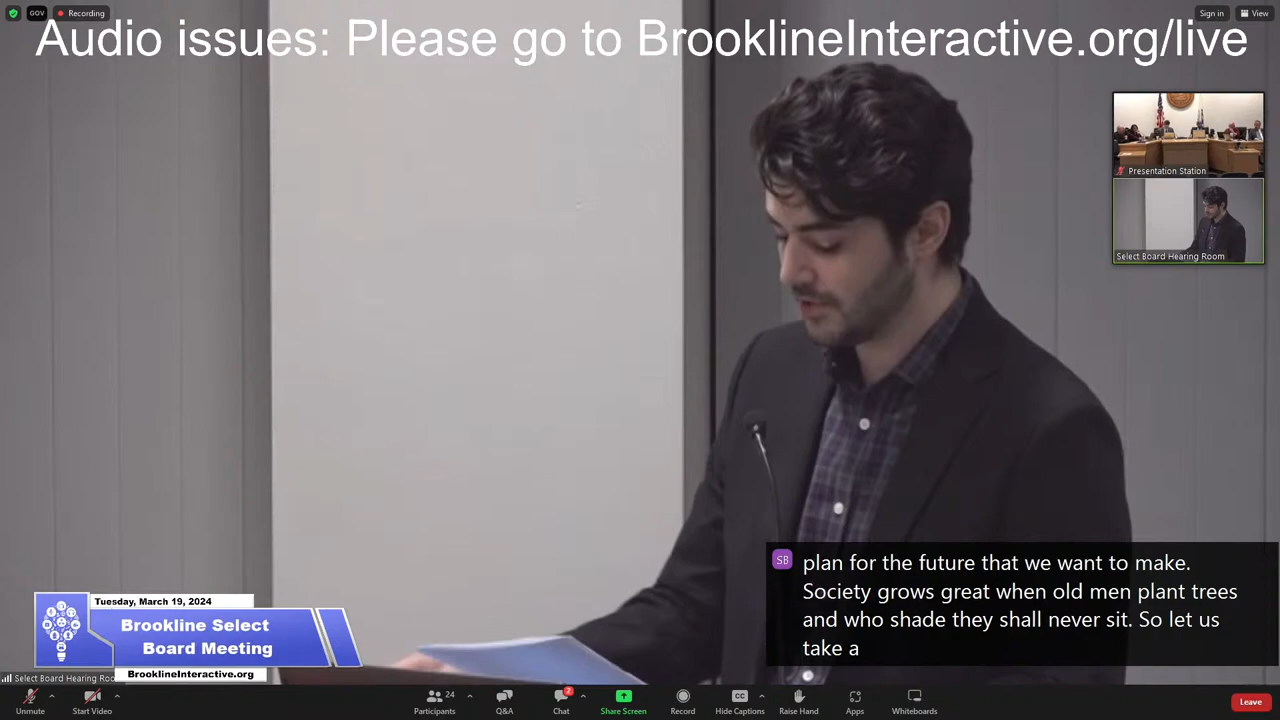 GOV
Recording
Sign in
View
Audio issues: Please go to BrooklineInteractive.org/live
Presentation Station
Select Board Hearing Room
SB
plan for the future that we want to make.
Society grows great when old men plant trees
and who shade they shall never sit. So let us
take a
Tuesday, March 19, 2024
Brookline Select
Board Meeting
BrooklineInteractive.org
Select Board Hearing Roo
Unmute
Start Video
Participants
24
Q&A
Chat
2
Share Screen
Record
CC
Hide Captions
Raise Hand
Apps
Whiteboards
Leave